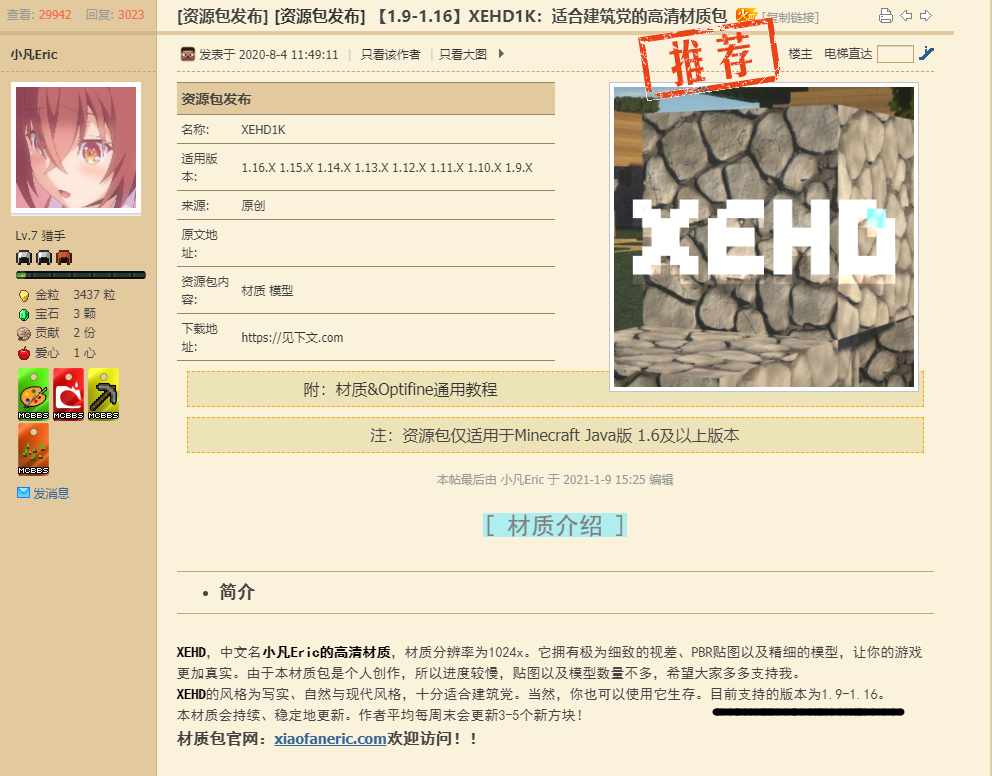 查看: 29942 回复: 3023
[资源包发布] [资源包发布] 【1.9-1.16】XEHD1K：适合建筑党的高清材质包 火 [复制链接]
小凡Eric
发表于 2020-8-4 11:49:11 | 只看该作者 | 只看大图
推荐
楼主 电梯直达
资源包发布
名称: XEHD1K
适用版本: 1.16.X 1.15.X 1.14.X 1.13.X 1.12.X 1.11.X 1.10.X 1.9.X
来源: 原创
原文地址:
资源包内容: 材质 模型
下载地址: https://见下文.com
XEHD
Lv.7 猎手
金粒 3437 粒
宝石 3 颗
贡献 2 份
爱心 1 心
MCBBS MCBBS MCBBS
MCBBS
发消息
附：材质&Optifine通用教程
注：资源包仅适用于Minecraft Java版 1.6及以上版本
本帖最后由 小凡Eric 于 2021-1-9 15:25 编辑
[ 材质介绍 ]
• 简介
XEHD，中文名小凡Eric的高清材质，材质分辨率为1024x。它拥有极为细致的视差、PBR贴图以及精细的模型，让你的游戏
更加真实。由于本材质包是个人创作，所以进度较慢，贴图以及模型数量不多，希望大家多多支持我。
XEHD的风格为写实、自然与现代风格，十分适合建筑党。当然，你也可以使用它生存。目前支持的版本为1.9-1.16。
本材质会持续、稳定地更新。作者平均每周末会更新3-5个新方块！
材质包官网：xiaofaneric.com欢迎访问！！